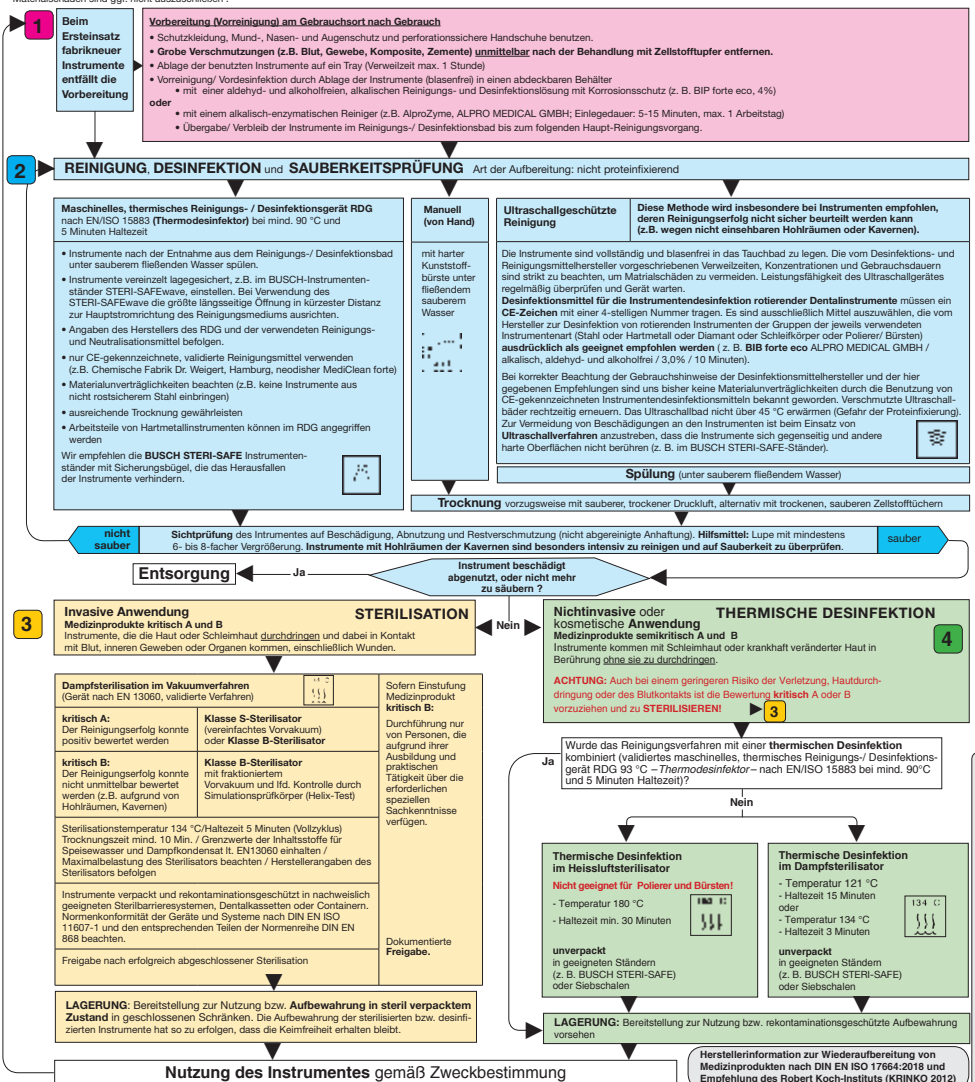 Materialschäden sind ggf. nicht auszuschließen .
1
Beim
Ersteinsatz
fabrikneuer
Instrumente
entfällt die
Vorbereitung
Vorbereitung (Vorreinigung) am Gebrauchsort nach Gebrauch
• Schutzkleidung, Mund-, Nasen- und Augenschutz und perforationssichere Handschuhe benutzen.
• Grobe Verschmutzungen (z.B. Blut, Gewebe, Komposite, Zemente) unmittelbar nach der Behandlung mit Zellstofftupfer entfernen.
• Ablage der benutzten Instrumente auf ein Tray (Verweilzeit max. 1 Stunde)
• Vorreinigung/ Vordesinfektion durch Ablage der Instrumente (blasenfrei) in einen abdeckbaren Behälter
• mit einer aldehyd- und alkoholfreien, alkalischen Reinigungs- und Desinfektionslösung mit Korrosionsschutz (z. B. BIP forte eco, 4%)
oder
• mit einem alkalisch-enzymatischen Reiniger (z.B. AlproZyme, ALPRO MEDICAL GMBH; Einlegedauer: 5-15 Minuten, max. 1 Arbeitstag)
• Übergabe/ Verbleib der Instrumente im Reinigungs-/ Desinfektionsbad bis zum folgenden Haupt-Reinigungsvorgang.
2
REINIGUNG, DESINFEKTION und SAUBERKEITSPRÜFUNG Art der Aufbereitung: nicht proteinfixierend
Maschinelles, thermisches Reinigungs- / Desinfektionsgerät RDG
nach EN/ISO 15883 (Thermodesinfektor) bei mind. 90 °C und
5 Minuten Haltezeit
• Instrumente nach der Entnahme aus dem Reinigungs-/ Desinfektionsbad
unter sauberem fließenden Wasser spülen.
• Instrumente vereinzelt lagesichert, z.B. im BUSCH-Instrumenten-
ständer STERI-SAFEwave, einstellen. Bei Verwendung des
STERI-SAFEwave die größte längsseitige Öffnung in kürzester Distanz
zur Hauptstromrichtung des Reinigungsmediums ausrichten.
• Angaben des Herstellers des RDG und der verwendeten Reinigungs-
und Neutralisationsmittel befolgen.
• nur CE-gekennzeichnete, validierte Reinigungsmittel verwenden
(z.B. Chemische Fabrik Dr. Weigert, Hamburg, neodisher MediClean forte)
• Materialunverträglichkeiten beachten (z.B. keine Instrumente aus
nicht rostsicherem Stahl einbringen)
• ausreichende Trocknung gewährleisten
• Arbeitsteile von Hartmetallinstrumenten können im RDG angegriffen
werden
Wir empfehlen die BUSCH STERI-SAFE Instrumenten-
ständer mit Sicherungsbügel, die das Herausfallen
der Instrumente verhindern.
Manuell
(von Hand)
mit harter
Kunststoff-
bürste unter
fließendem
sauberem
Wasser
Ultraschallgeschützte
Reinigung
Diese Methode wird insbesondere bei Instrumenten empfohlen,
deren Reinigungserfolg nicht sicher beurteilt werden kann
(z.B. wegen nicht einsehbaren Hohlräumen oder Kavernen).
Die Instrumente sind vollständig und blasenfrei in das Tauchbad zu legen. Die vom Desinfektions- und
Reinigungsmittelhersteller vorgeschriebenen Verweilzeiten, Konzentrationen und Gebrauchsdauern
sind strikt zu beachten, um Matrialschäden zu vermeiden. Leistungsfähigkeit des Ultraschallgerätes
regelmäßig überprüfen und Gerät warten.
Desinfektionsmittel für die Instrumentendesinfektion rotierender Dentalinstrumente müssen ein
CE-Zeichen mit einer 4-stelligen Nummer tragen. Es sind ausschließlich Mittel auszuwählen, die vom
Hersteller zur Desinfektion von rotierenden Instrumenten der Gruppen der jeweils verwendeten
Instrumentenart (Stahl oder Hartmetall oder Diamant oder Schleifkörper oder Polierer/ Bürsten)
ausdrücklich als geeignet empfohlen werden ( z. B. BIB forte eco ALPRO MEDICAL GMBH /
alkalisch, aldehyd- und alkoholfrei / 3,0% / 10 Minuten).
Bei korrekter Beachtung der Gebrauchshinweise der Desinfektionsmittelhersteller und der hier
gegebenen Empfehlungen sind uns bisher keine Materialunverträglichkeiten durch die Benutzung von
CE-gekennzeichneten Instrumentendesinfektionsmitteln bekannt geworden. Verschmutzte Ultraschall-
bäder rechtzeitig erneuern. Das Ultraschallbad nicht über 45 °C erwärmen (Gefahr der Proteinfixierung).
Zur Vermeidung von Beschädigungen an den Instrumenten ist beim Einsatz von
Ultraschallverfahren anzustreben, dass die Instrumente sich gegenseitig und andere
harte Oberflächen nicht berühren (z. B. im BUSCH STERI-SAFE-Ständer).
Spülung (unter sauberem fließendem Wasser)
Trocknung vorzugsweise mit sauberer, trockener Druckluft, alternativ mit trockenen, sauberen Zellstofftüchern
nicht
sauber
Sichtprüfung des Intrumentes auf Beschädigung, Abnutzung und Restverschmutzung (nicht abgereinigte Anhaftung). Hilfsmittel: Lupe mit mindestens
6- bis 8-facher Vergrößerung. Instrumente mit Hohlräumen der Kavernen sind besonders intensiv zu reinigen und auf Sauberkeit zu überprüfen.
sauber
Entsorgung
Ja
Instrument beschädigt
abgenutzt, oder nicht mehr
zu säubern ?
Nein
3
Invasive Anwendung
STERILISATION
Medizinprodukte kritisch A und B
Instrumente, die die Haut oder Schleimhaut durchdringen und dabei in Kontakt
mit Blut, inneren Geweben oder Organen kommen, einschließlich Wunden.
Dampfsterilisation im Vakuumverfahren
(Gerät nach EN 13060, validierte Verfahren)
kritisch A:
Der Reinigungserfolg konnte
positiv bewertet werden
Klasse S-Sterilisator
(vereinfachtes Vorvakuum)
oder Klasse B-Sterilisator
kritisch B:
Der Reinigungserfolg konnte
nicht unmittelbar bewertet
werden (z.B. aufgrund von
Hohlräumen, Kavernen)
Klasse B-Sterilisator
mit fraktioniertem
Vorvakuum und lfd. Kontrolle durch
Simulationsprüfkörper (Helix-Test)
Sterilisationstemperatur 134 °C/Haltezeit 5 Minuten (Vollzyklus)
Trocknungszeit mind. 10 Min. / Grenzwerte der Inhaltsstoffe für
Speisewasser und Dampfkondensat lt. EN13060 einhalten /
Maximalbelastung des Sterilisators beachten / Herstellerangaben des
Sterilisators befolgen
Instrumente verpackt und rekontaminationsgeschützt in nachweislich
geeigneten Sterilbarrieresystemen, Dentalkassetten oder Containern.
Normenkonformität der Geräte und Systeme nach DIN EN ISO
11607-1 und den entsprechenden Teilen der Normenreihe DIN EN
868 beachten.
Freigabe nach erfolgreich abgeschlossener Sterilisation
Sofern Einstufung
Medizinprodukt
kritisch B:
Durchführung nur
von Personen, die
aufgrund ihrer
Ausbildung und
praktischen
Tätigkeit über die
erforderlichen
speziellen
Sachkenntnisse
verfügen.
Dokumentierte
Freigabe.
LAGERUNG: Bereitstellung zur Nutzung bzw. Aufbewahrung in steril verpacktem
Zustand in geschlossenen Schränken. Die Aufbewahrung der sterilisierten bzw. desinfi-
zierten Instrumente hat so zu erfolgen, dass die Keimfreiheit erhalten bleibt.
Nichtinvasive oder
kosmetische Anwendung
THERMISCHE DESINFEKTION
4
Medizinprodukte semikritisch A und B
Instrumente kommen mit Schleimhaut oder krankhaft veränderter Haut in
Berührung ohne sie zu durchdringen.
ACHTUNG: Auch bei einem geringeren Risiko der Verletzung, Hautdurch-
dringung oder des Blutkontakts ist die Bewertung kritisch A oder B
vorzuziehen und zu STERILISIEREN!
3
Ja
Wurde das Reinigungsverfahren mit einer thermischen Desinfektion
kombiniert (validiertes maschinelles, thermisches Reinigungs-/ Desinfektions-
gerät RDG 93 °C –Thermodesinfektor– nach EN/ISO 15883 bei mind. 90°C
und 5 Minuten Haltezeit)?
Nein
Thermische Desinfektion
im Heissluftsterilisator
Nicht geeignet für Polierer und Bürsten!
- Temperatur 180 °C
- Haltezeit min. 30 Minuten
unverpackt
in geeigneten Ständern
(z. B. BUSCH STERI-SAFE)
oder Siebschalen
Thermische Desinfektion
im Dampfsterilisator
- Temperatur 121 °C
- Haltezeit 15 Minuten
oder
- Temperatur 134 °C
- Haltezeit 3 Minuten
134 C
unverpackt
in geeigneten Ständern
(z. B. BUSCH STERI-SAFE)
oder Siebschalen
LAGERUNG: Bereitstellung zur Nutzung bzw. rekontaminationsgeschützte Aufbewahrung
vorsehen
Nutzung des Instrumentes gemäß Zweckbestimmung
Herstellerinformation zur Wiederaufbereitung von
Medizinprodukten nach DIN EN ISO 17664:2018 und
Empfehlung des Robert Koch-Instituts (KRINKO 2012)